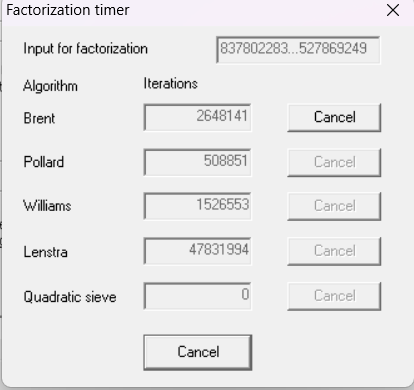 Factorization timer
Input for factorization 837802283...527869249
Algorithm Iterations
Brent 2648141 Cancel
Pollard 508851 Cancel
Williams 1526553 Cancel
Lenstra 47831994 Cancel
Quadratic sieve 0 Cancel
Cancel